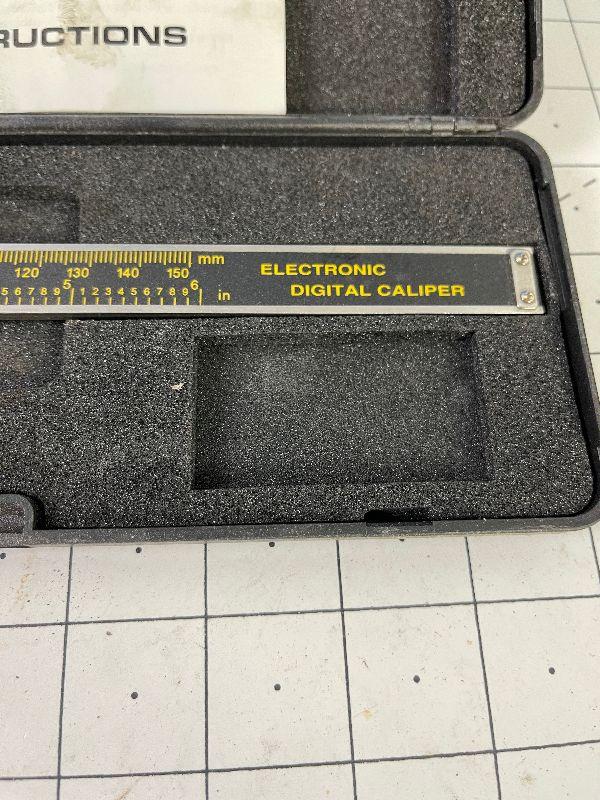 RUCTIONS
120 130 140 150 mm
5 6 7 8 9 5 1 2 3 4 5 6 7 8 9 6 in
ELECTRONIC
DIGITAL CALIPER